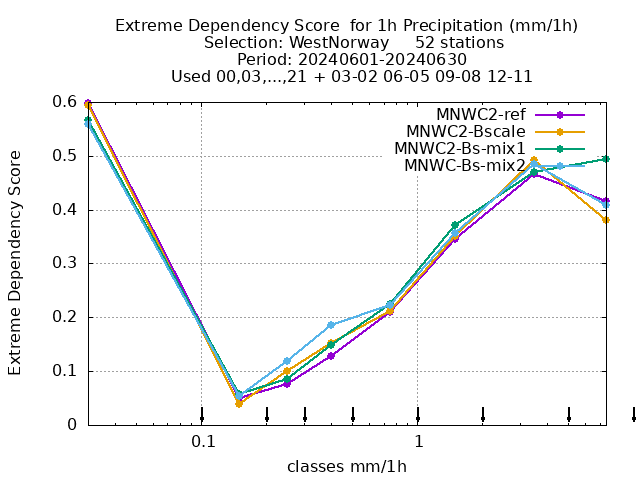 Extreme Dependency Score  for 1h Precipitation (mm/1h)
Selection: WestNorway     52 stations
Period: 20240601-20240630
Used 00,03,...,21 + 03-02 06-05 09-08 12-11
MNWC2-ref
MNWC2-Bscale
MNWC2-Bs-mix1
MNWC-Bs-mix2
Extreme Dependency Score
0.6
0.5
0.4
0.3
0.2
0.1
0
0.1 1
classes mm/1h